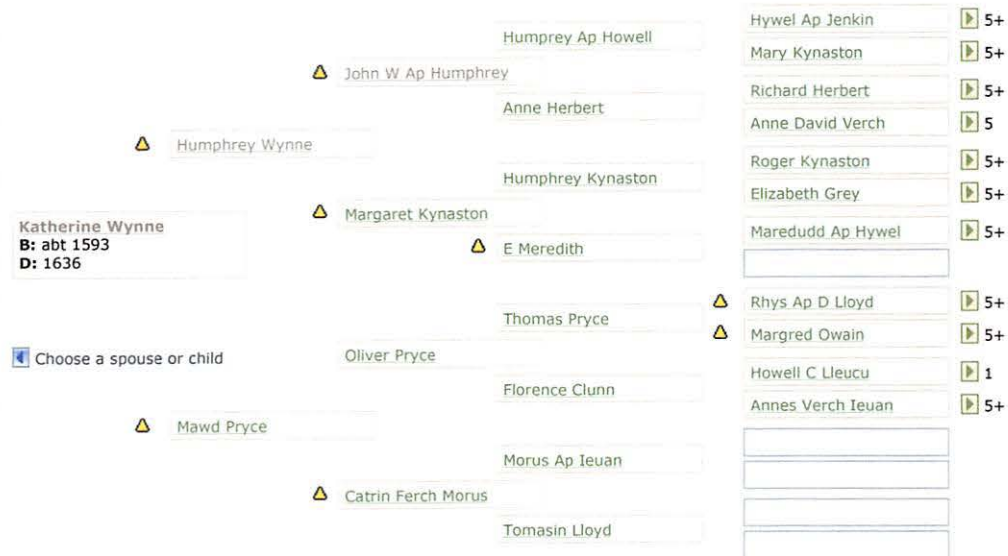 Hywel Ap Jenkin 5+
Humprey Ap Howell
Mary Kynaston 5+
John W Ap Humphrey
Richard Herbert 5+
Anne Herbert
Anne David Verch 5
Humphrey Wynne
Roger Kynaston 5+
Humphrey Kynaston
Elizabeth Grey 5+
Margaret Kynaston
Katherine Wynne
B: abt 1593
D: 1636
Maredudd Ap Hywel 5+
E Meredith
Rhys Ap D Lloyd 5+
Thomas Pryce
Margred Owain 5+
Choose a spouse or child
Oliver Pryce
Howell C Lleucu 1
Florence Clunn
Annes Verch Ieuan 5+
Mawd Pryce
Morus Ap Ieuan
Catrin Ferch Morus
Tomasin Lloyd